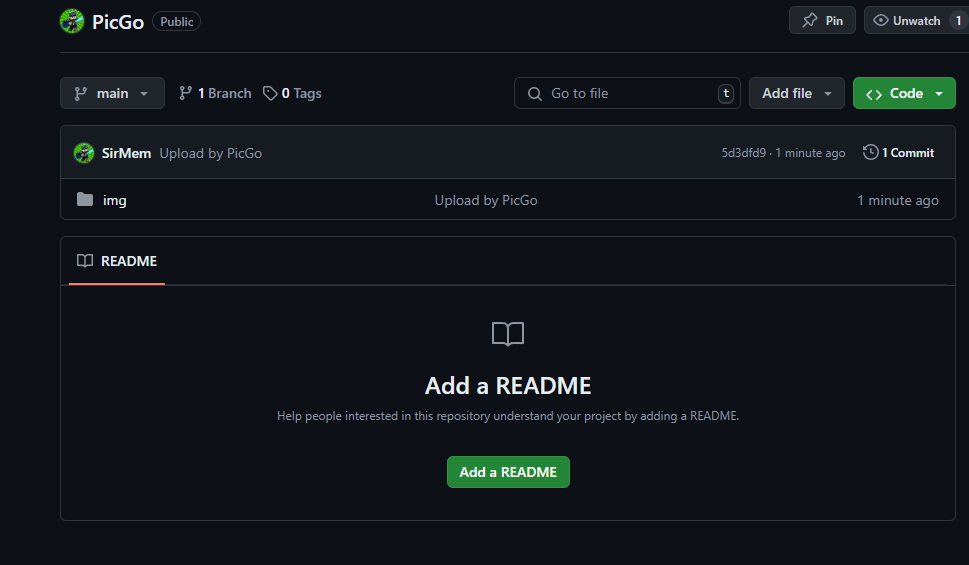 PicGo Public Pin Unwatch 1
main 1 Branch 0 Tags Go to file t Add file Code
SirMem Upload by PicGo 5d3dfd9 · 1 minute ago 1 Commit
img Upload by PicGo 1 minute ago
README
Add a README
Help people interested in this repository understand your project by adding a README.
Add a README